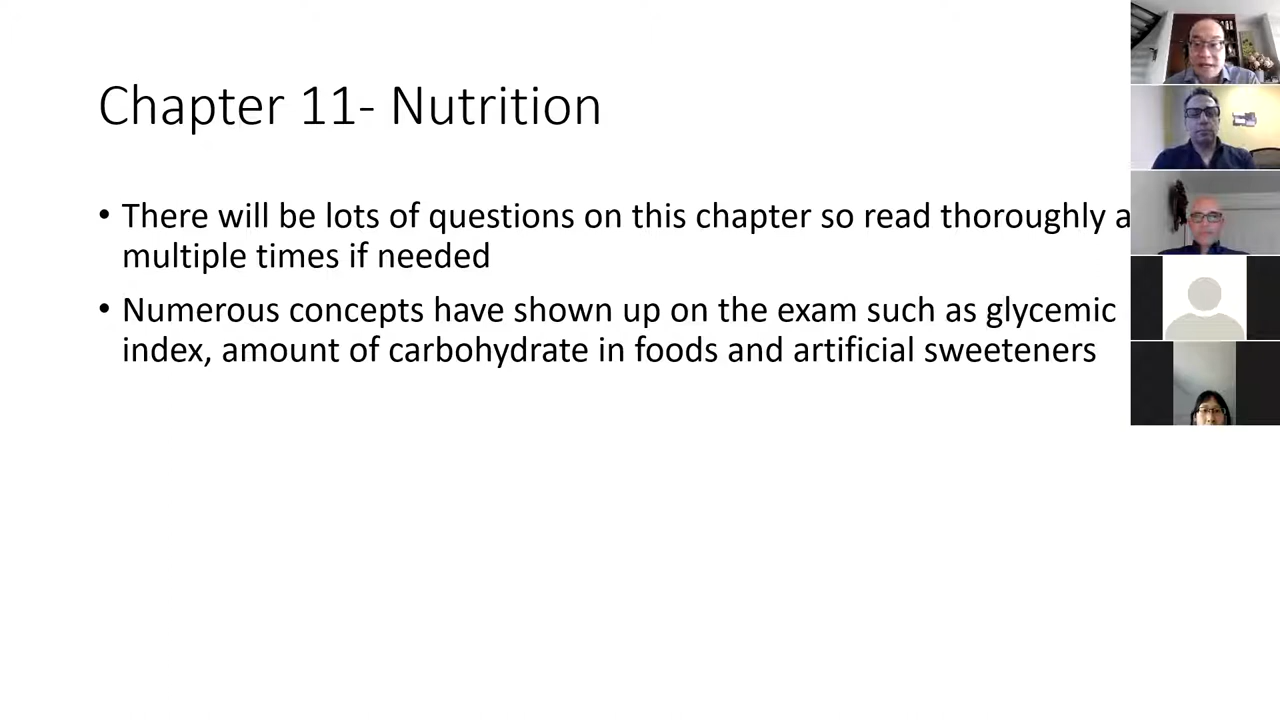 Chapter 11- Nutrition
• There will be lots of questions on this chapter so read thoroughly a
multiple times if needed
• Numerous concepts have shown up on the exam such as glycemic
index, amount of carbohydrate in foods and artificial sweeteners